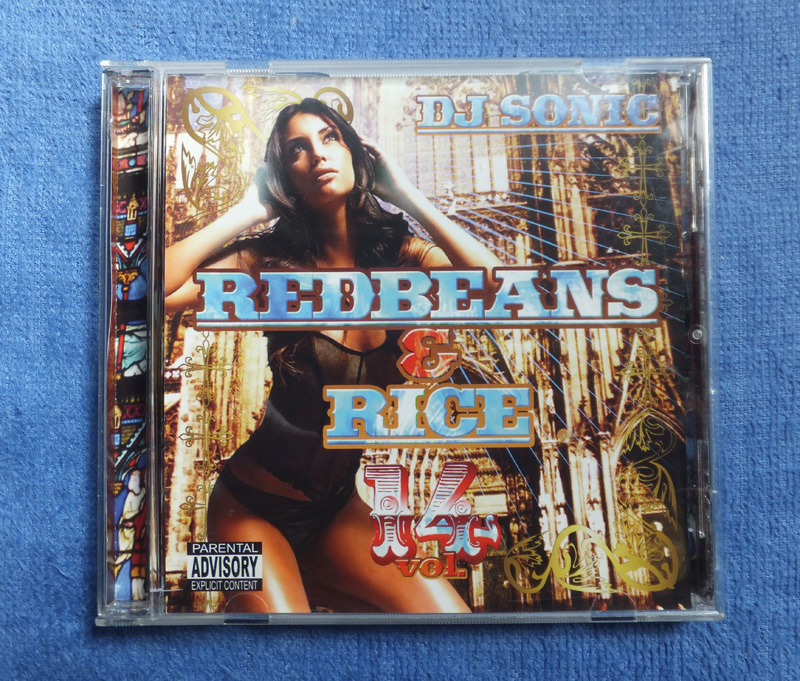 DJ SONIC
REDBEANS
&
RICE
14
VOL.
PARENTAL
ADVISORY
EXPLICIT CONTENT